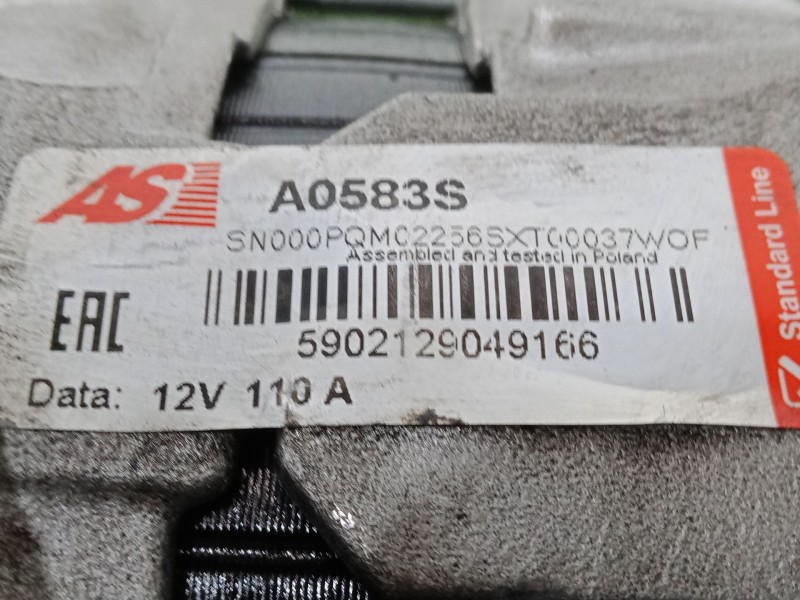 AS
A0583S
SN000PQM02256SXT00037WOF
Assembled and tested in Poland
EAC
5902129049166
Data: 12V 110 A
Standard Line